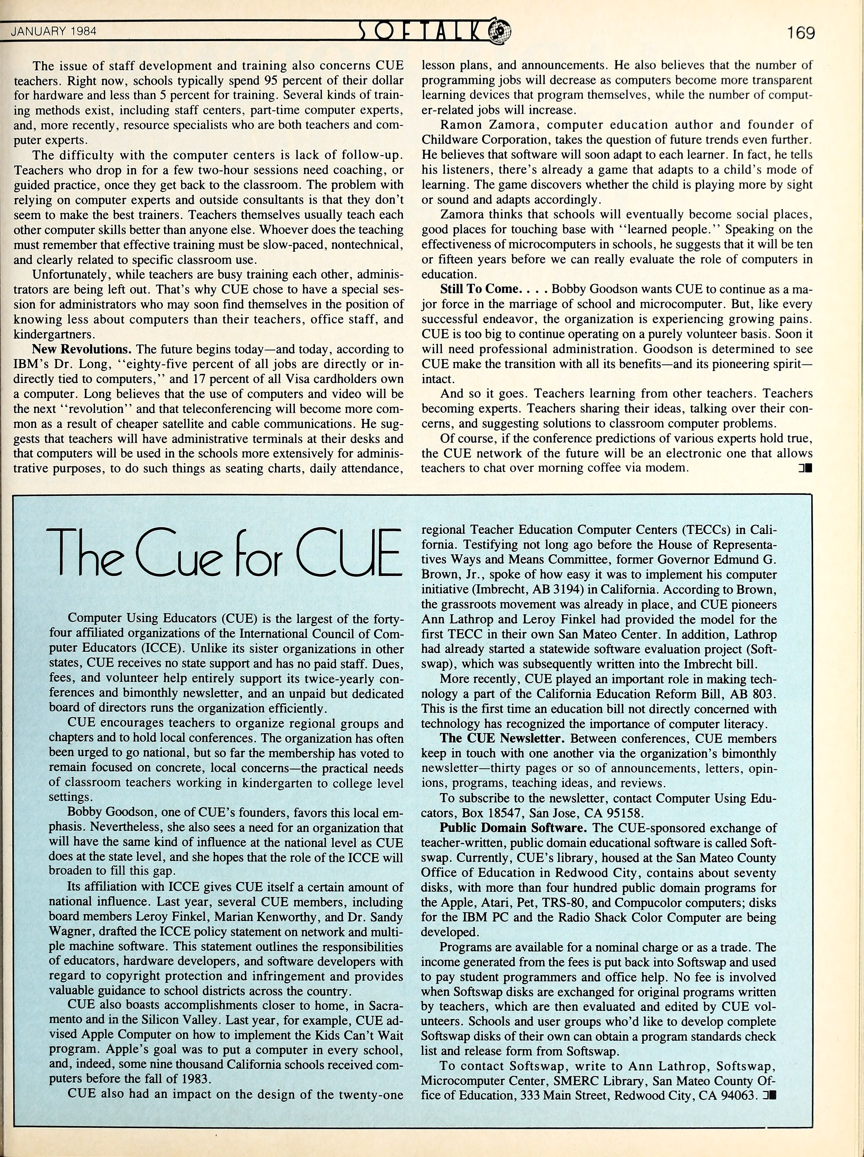 JANUARY 1984
SOFTALK
169
The issue of staff development and training also concerns CUE
teachers. Right now, schools typically spend 95 percent of their dollar
for hardware and less than 5 percent for training. Several kinds of train-
ing methods exist, including staff centers, part-time computer experts,
and, more recently, resource specialists who are both teachers and com-
puter experts.
The difficulty with the computer centers is lack of follow-up.
Teachers who drop in for a few two-hour sessions need coaching, or
guided practice, once they get back to the classroom. The problem with
relying on computer experts and outside consultants is that they don't
seem to make the best trainers. Teachers themselves usually teach each
other computer skills better than anyone else. Whoever does the teaching
must remember that effective training must be slow-paced, nontechnical,
and clearly related to specific classroom use.
Unfortunately, while teachers are busy training each other, adminis-
trators are being left out. That's why CUE chose to have a special ses-
sion for administrators who may soon find themselves in the position of
knowing less about computers than their teachers, office staff, and
kindergartners.
New Revolutions. The future begins today—and today, according to
IBM's Dr. Long, "eighty-five percent of all jobs are directly or in-
directly tied to computers," and 17 percent of all Visa cardholders own
a computer. Long believes that the use of computers and video will be
the next "revolution" and that teleconferencing will become more com-
mon as a result of cheaper satellite and cable communications. He sug-
gests that teachers will have administrative terminals at their desks and
that computers will be used in the schools more extensively for adminis-
trative purposes, to do such things as seating charts, daily attendance,
lesson plans, and announcements. He also believes that the number of
programming jobs will decrease as computers become more transparent
learning devices that program themselves, while the number of comput-
er-related jobs will increase.
Ramon Zamora, computer education author and founder of
Childware Corporation, takes the question of future trends even further.
He believes that software will soon adapt to each learner. In fact, he tells
his listeners, there's already a game that adapts to a child's mode of
learning. The game discovers whether the child is playing more by sight
or sound and adapts accordingly.
Zamora thinks that schools will eventually become social places,
good places for touching base with "learned people." Speaking on the
effectiveness of microcomputers in schools, he suggests that it will be ten
or fifteen years before we can really evaluate the role of computers in
education.
Still To Come. . . . Bobby Goodson wants CUE to continue as a ma-
jor force in the marriage of school and microcomputer. But, like every
successful endeavor, the organization is experiencing growing pains.
CUE is too big to continue operating on a purely volunteer basis. Soon it
will need professional administration. Goodson is determined to see
CUE make the transition with all its benefits—and its pioneering spirit—
intact.
And so it goes. Teachers learning from other teachers. Teachers
becoming experts. Teachers sharing their ideas, talking over their con-
cerns, and suggesting solutions to classroom computer problems.
Of course, if the conference predictions of various experts hold true,
the CUE network of the future will be an electronic one that allows
teachers to chat over morning coffee via modem.
The Cue for CUE
Computer Using Educators (CUE) is the largest of the forty-
four affiliated organizations of the International Council of Com-
puter Educators (ICCE). Unlike its sister organizations in other
states, CUE receives no state support and has no paid staff. Dues,
fees, and volunteer help entirely support its twice-yearly con-
ferences and bimonthly newsletter, and an unpaid but dedicated
board of directors runs the organization efficiently.
CUE encourages teachers to organize regional groups and
chapters and to hold local conferences. The organization has often
been urged to go national, but so far the membership has voted to
remain focused on concrete, local concerns—the practical needs
of classroom teachers working in kindergarten to college level
settings.
Bobby Goodson, one of CUE's founders, favors this local em-
phasis. Nevertheless, she also sees a need for an organization that
will have the same kind of influence at the national level as CUE
does at the state level, and she hopes that the role of the ICCE will
broaden to fill this gap.
Its affiliation with ICCE gives CUE itself a certain amount of
national influence. Last year, several CUE members, including
board members Leroy Finkel, Marian Kenworthy, and Dr. Sandy
Wagner, drafted the ICCE policy statement on network and multi-
ple machine software. This statement outlines the responsibilities
of educators, hardware developers, and software developers with
regard to copyright protection and infringement and provides
valuable guidance to school districts across the country.
CUE also boasts accomplishments closer to home, in Sacra-
mento and in the Silicon Valley. Last year, for example, CUE ad-
vised Apple Computer on how to implement the Kids Can't Wait
program. Apple's goal was to put a computer in every school,
and, indeed, some nine thousand California schools received com-
puters before the fall of 1983.
CUE also had an impact on the design of the twenty-one
regional Teacher Education Computer Centers (TECCs) in Cali-
fornia. Testifying not long ago before the House of Representa-
tives Ways and Means Committee, former Governor Edmund G.
Brown, Jr., spoke of how easy it was to implement his computer
initiative (Imbrecht, AB 3194) in California. According to Brown,
the grassroots movement was already in place, and CUE pioneers
Ann Lathrop and Leroy Finkel had provided the model for the
first TECC in their own San Mateo Center. In addition, Lathrop
had already started a statewide software evaluation project (Soft-
swap), which was subsequently written into the Imbrecht bill.
More recently, CUE played an important role in making tech-
nology a part of the California Education Reform Bill, AB 803.
This is the first time an education bill not directly concerned with
technology has recognized the importance of computer literacy.
The CUE Newsletter. Between conferences, CUE members
keep in touch with one another via the organization's bimonthly
newsletter—thirty pages or so of announcements, letters, opin-
ions, programs, teaching ideas, and reviews.
To subscribe to the newsletter, contact Computer Using Edu-
cators, Box 18547, San Jose, CA 95158.
Public Domain Software. The CUE-sponsored exchange of
teacher-written, public domain educational software is called Soft-
swap. Currently, CUE's library, housed at the San Mateo County
Office of Education in Redwood City, contains about seventy
disks, with more than four hundred public domain programs for
the Apple, Atari, Pet, TRS-80, and Compucolor computers; disks
for the IBM PC and the Radio Shack Color Computer are being
developed.
Programs are available for a nominal charge or as a trade. The
income generated from the fees is put back into Softswap and used
to pay student programmers and office help. No fee is involved
when Softswap disks are exchanged for original programs written
by teachers, which are then evaluated and edited by CUE vol-
unteers. Schools and user groups who'd like to develop complete
Softswap disks of their own can obtain a program standards check
list and release form from Softswap.
To contact Softswap, write to Ann Lathrop, Softswap,
Microcomputer Center, SMERC Library, San Mateo County Of-
fice of Education, 333 Main Street, Redwood City, CA 94063.